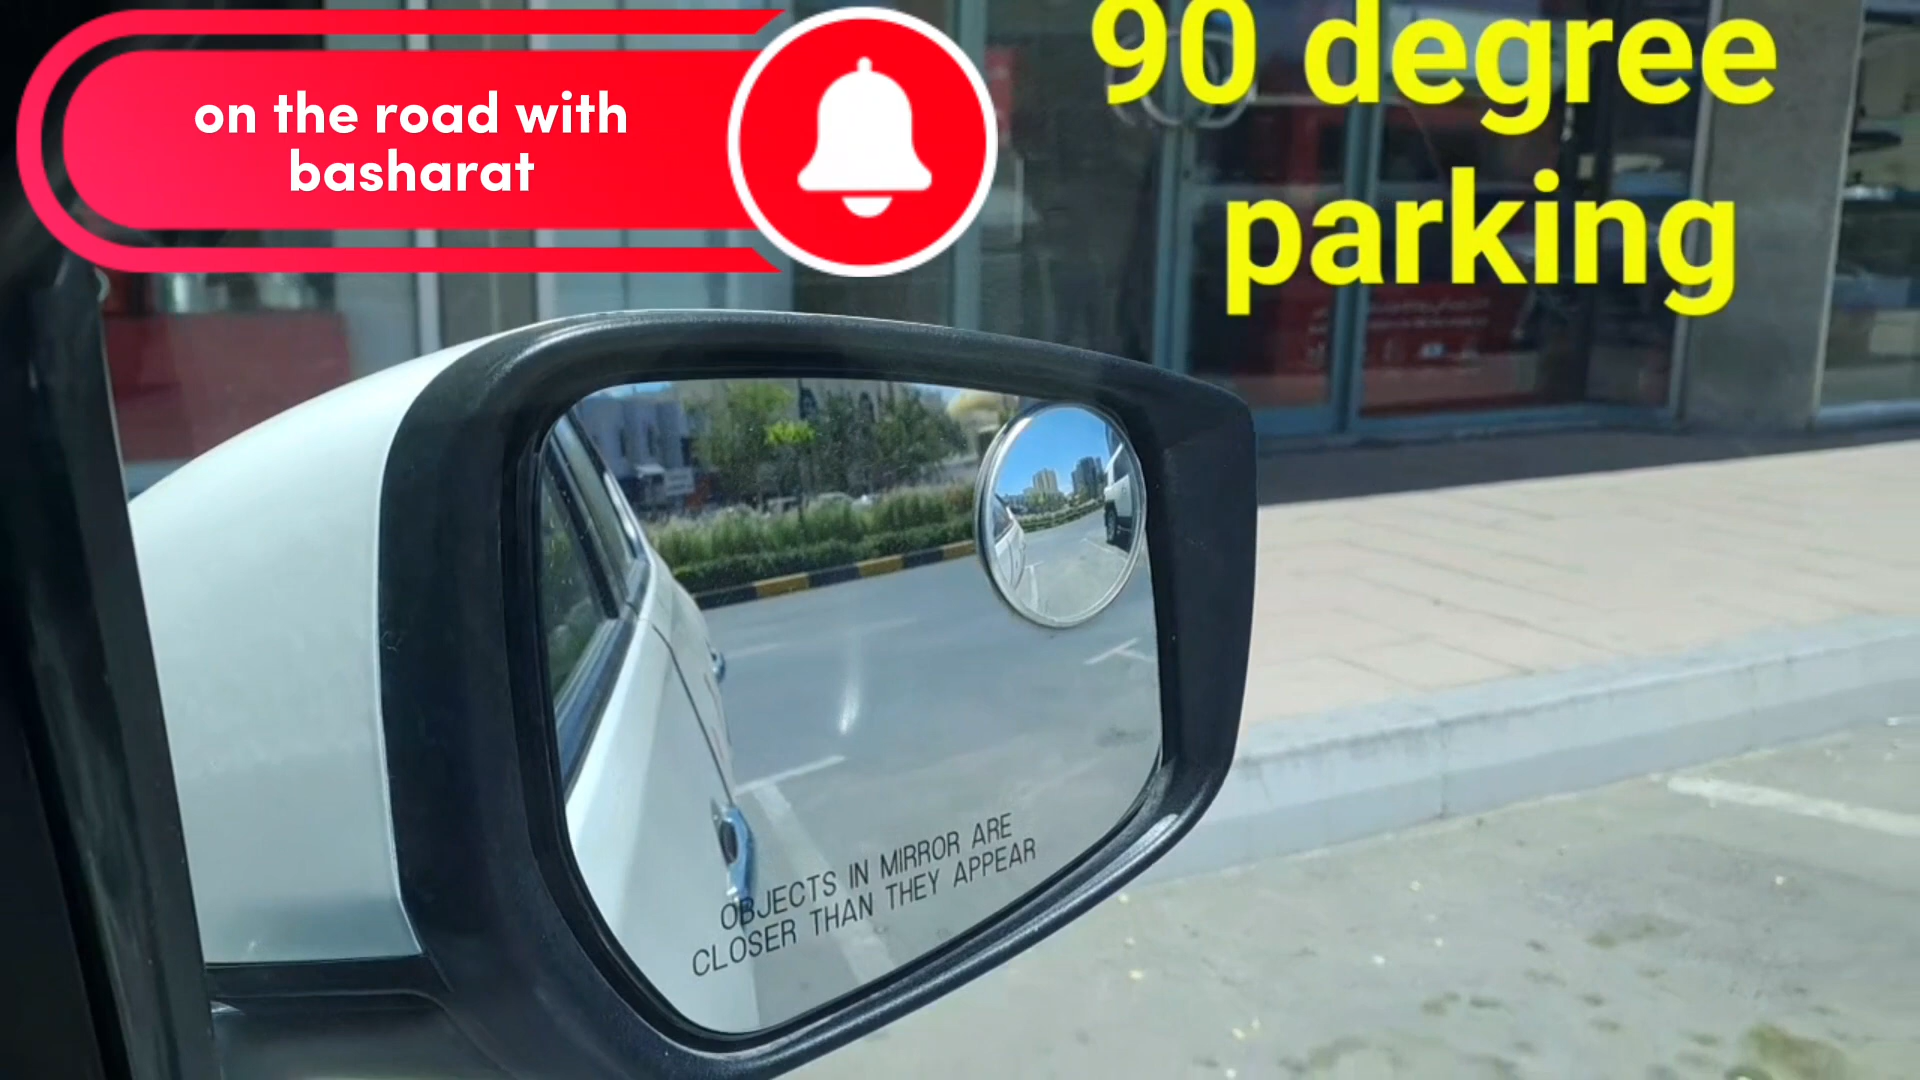 on the road with
basharat
90 degree
parking
OBJECTS IN MIRROR ARE
CLOSER THAN THEY APPEAR